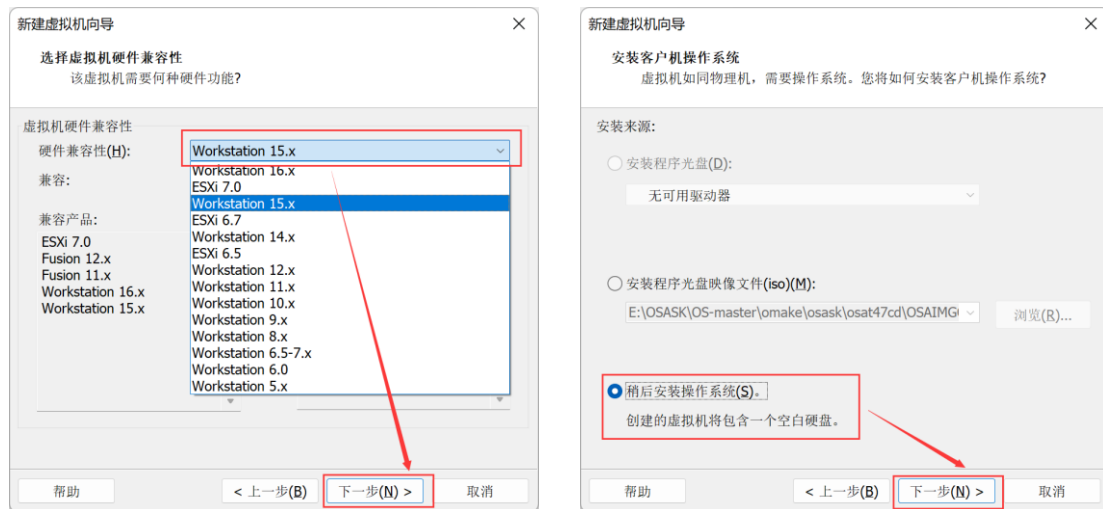 新建虚拟机向导
选择虚拟机硬件兼容性
该虚拟机需要何种硬件功能?
虚拟机硬件兼容性
硬件兼容性(H):
Workstation 15.x
兼容:
Workstation 16.x
ESXi 7.0
Workstation 15.x
ESXi 6.7
Workstation 14.x
ESXi 6.5
Workstation 12.x
Workstation 11.x
Workstation 10.x
Workstation 9.x
Workstation 8.x
Workstation 6.5-7.x
Workstation 6.0
Workstation 5.x
兼容产品:
ESXi 7.0
Fusion 12.x
Fusion 11.x
Workstation 16.x
Workstation 15.x
帮助
< 上一步(B)
下一步(N) >
取消
新建虚拟机向导
安装客户机操作系统
虚拟机如同物理机，需要操作系统。您将如何安装客户机操作系统?
安装来源:
安装程序光盘(D):
无可用驱动器
安装程序光盘映像文件(iso)(M):
E:\OSASK\OS-master\omake\osask\osat47cd\OSAIMG
浏览(R)...
稍后安装操作系统(S)。
创建的虚拟机将包含一个空白硬盘。
帮助
< 上一步(B)
下一步(N) >
取消